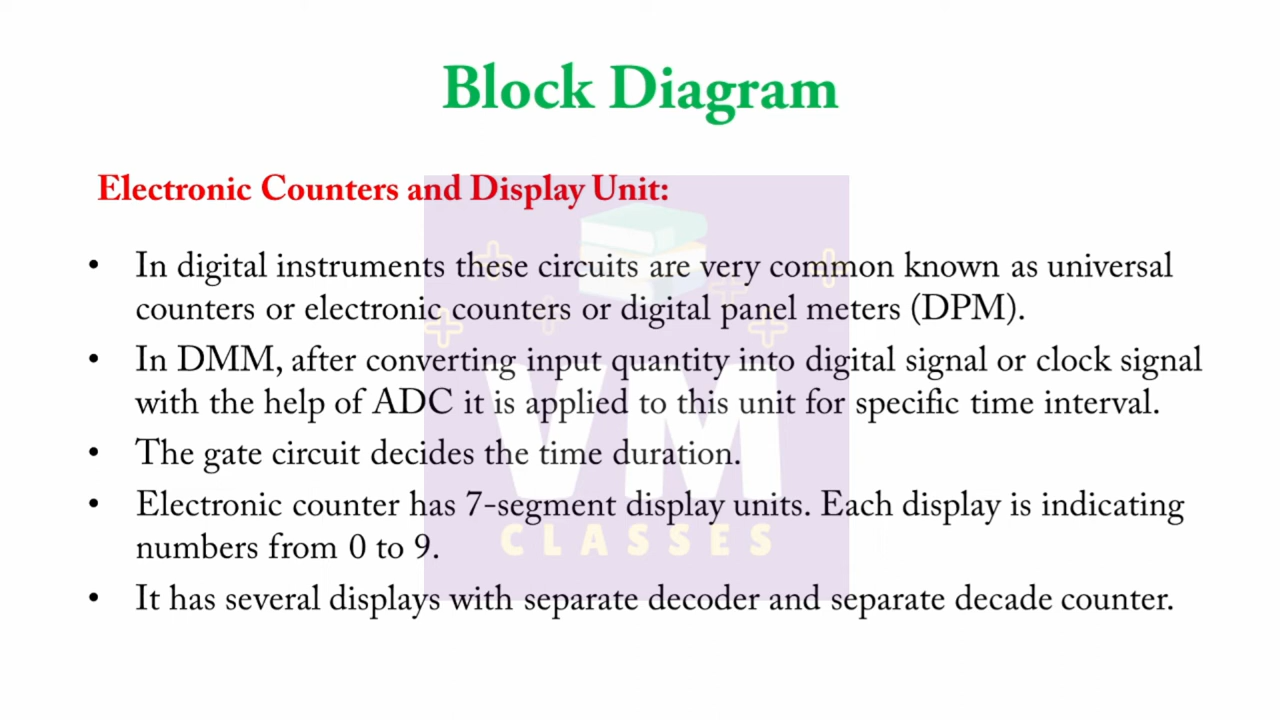 Block Diagram
Electronic Counters and Display Unit:
• In digital instruments these circuits are very common known as universal
counters or electronic counters or digital panel meters (DPM).
• In DMM, after converting input quantity into digital signal or clock signal
with the help of ADC it is applied to this unit for specific time interval.
• The gate circuit decides the time duration.
• Electronic counter has 7-segment display units. Each display is indicating
numbers from 0 to 9.
• It has several displays with separate decoder and separate decade counter.
VM
CLASSES